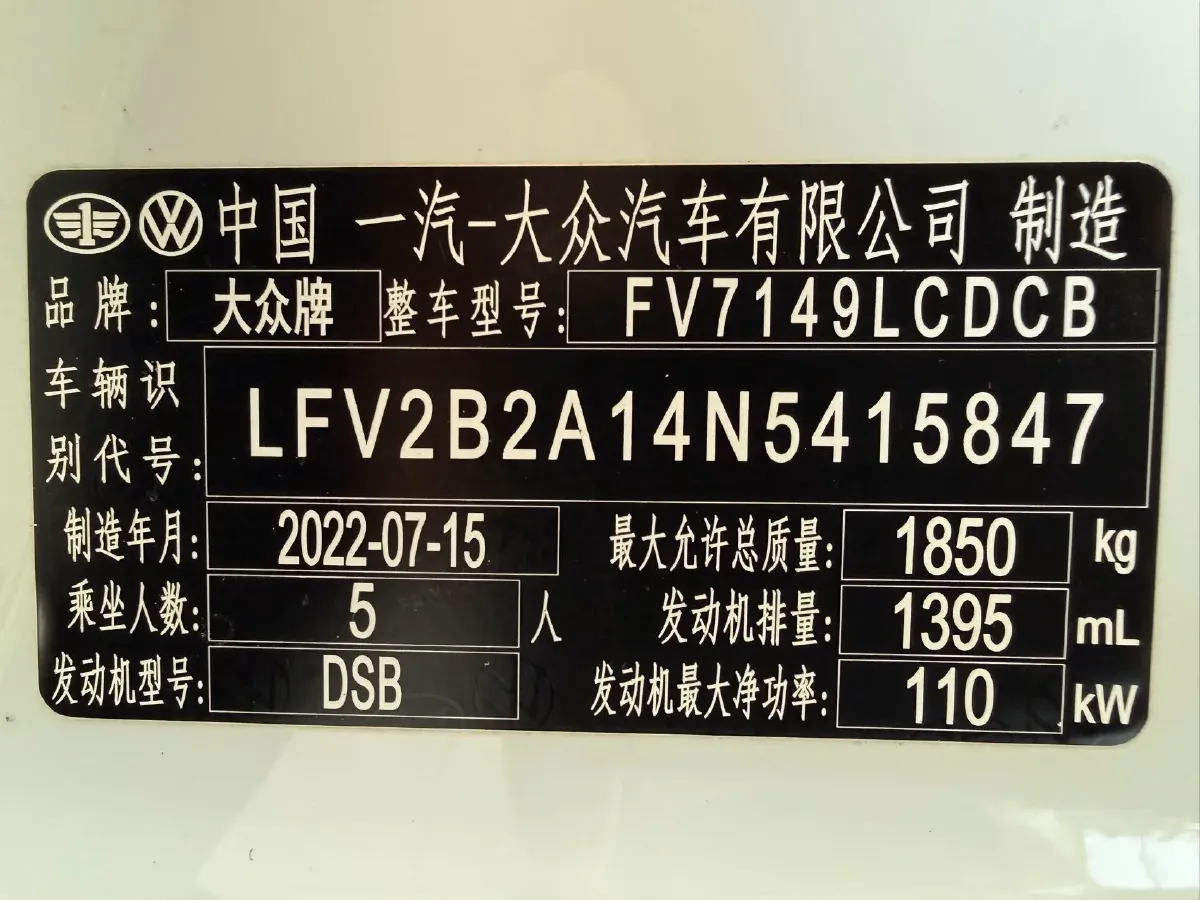 中国 一汽-大众汽车有限公司 制造
品牌: 大众牌 整车型号: FV7149LCDCB
车辆识别代号: LFV2B2A14N5415847
制造年月: 2022-07-15 最大允许总质量: 1850 kg
乘坐人数: 5 人 发动机排量: 1395 mL
发动机型号: DSB 发动机最大净功率: 110 kW